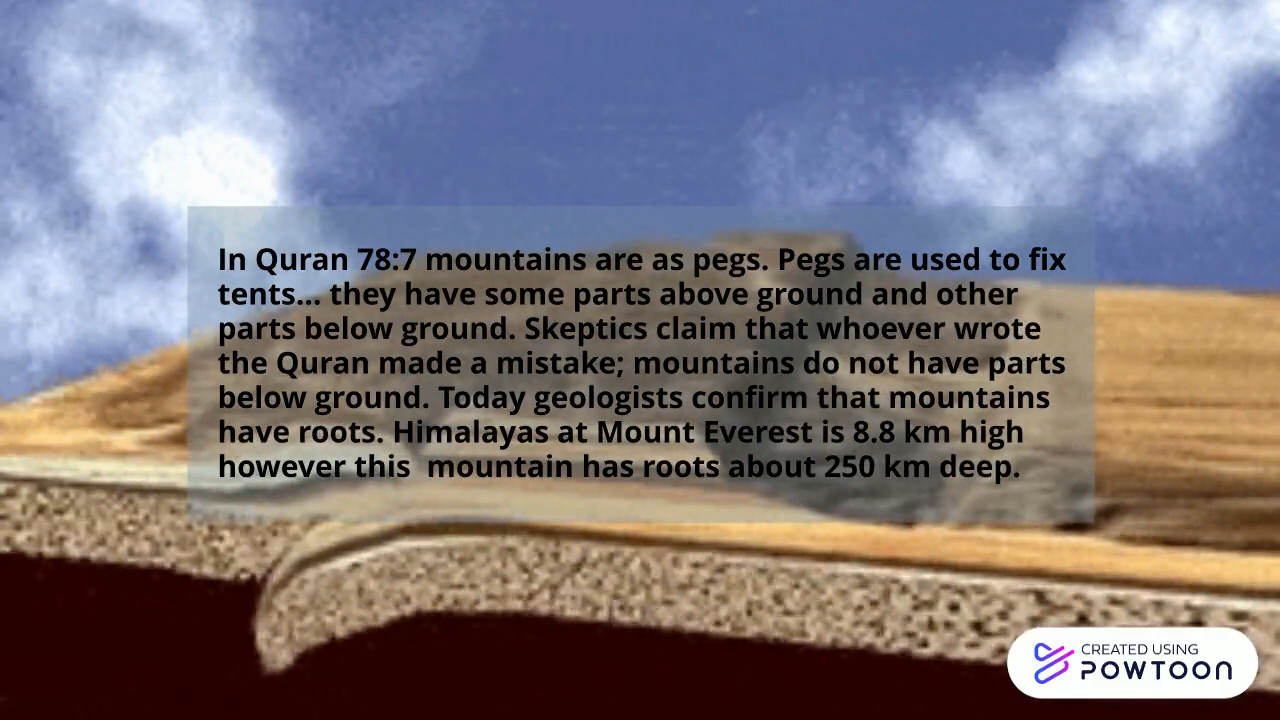 In Quran 78:7 mountains are as pegs. Pegs are used to fix
tents... they have some parts above ground and other
parts below ground. Skeptics claim that whoever wrote
the Quran made a mistake; mountains do not have parts
below ground. Today geologists confirm that mountains
have roots. Himalayas at Mount Everest is 8.8 km high
however this  mountain has roots about 250 km deep.
CREATED USING
POWTOON